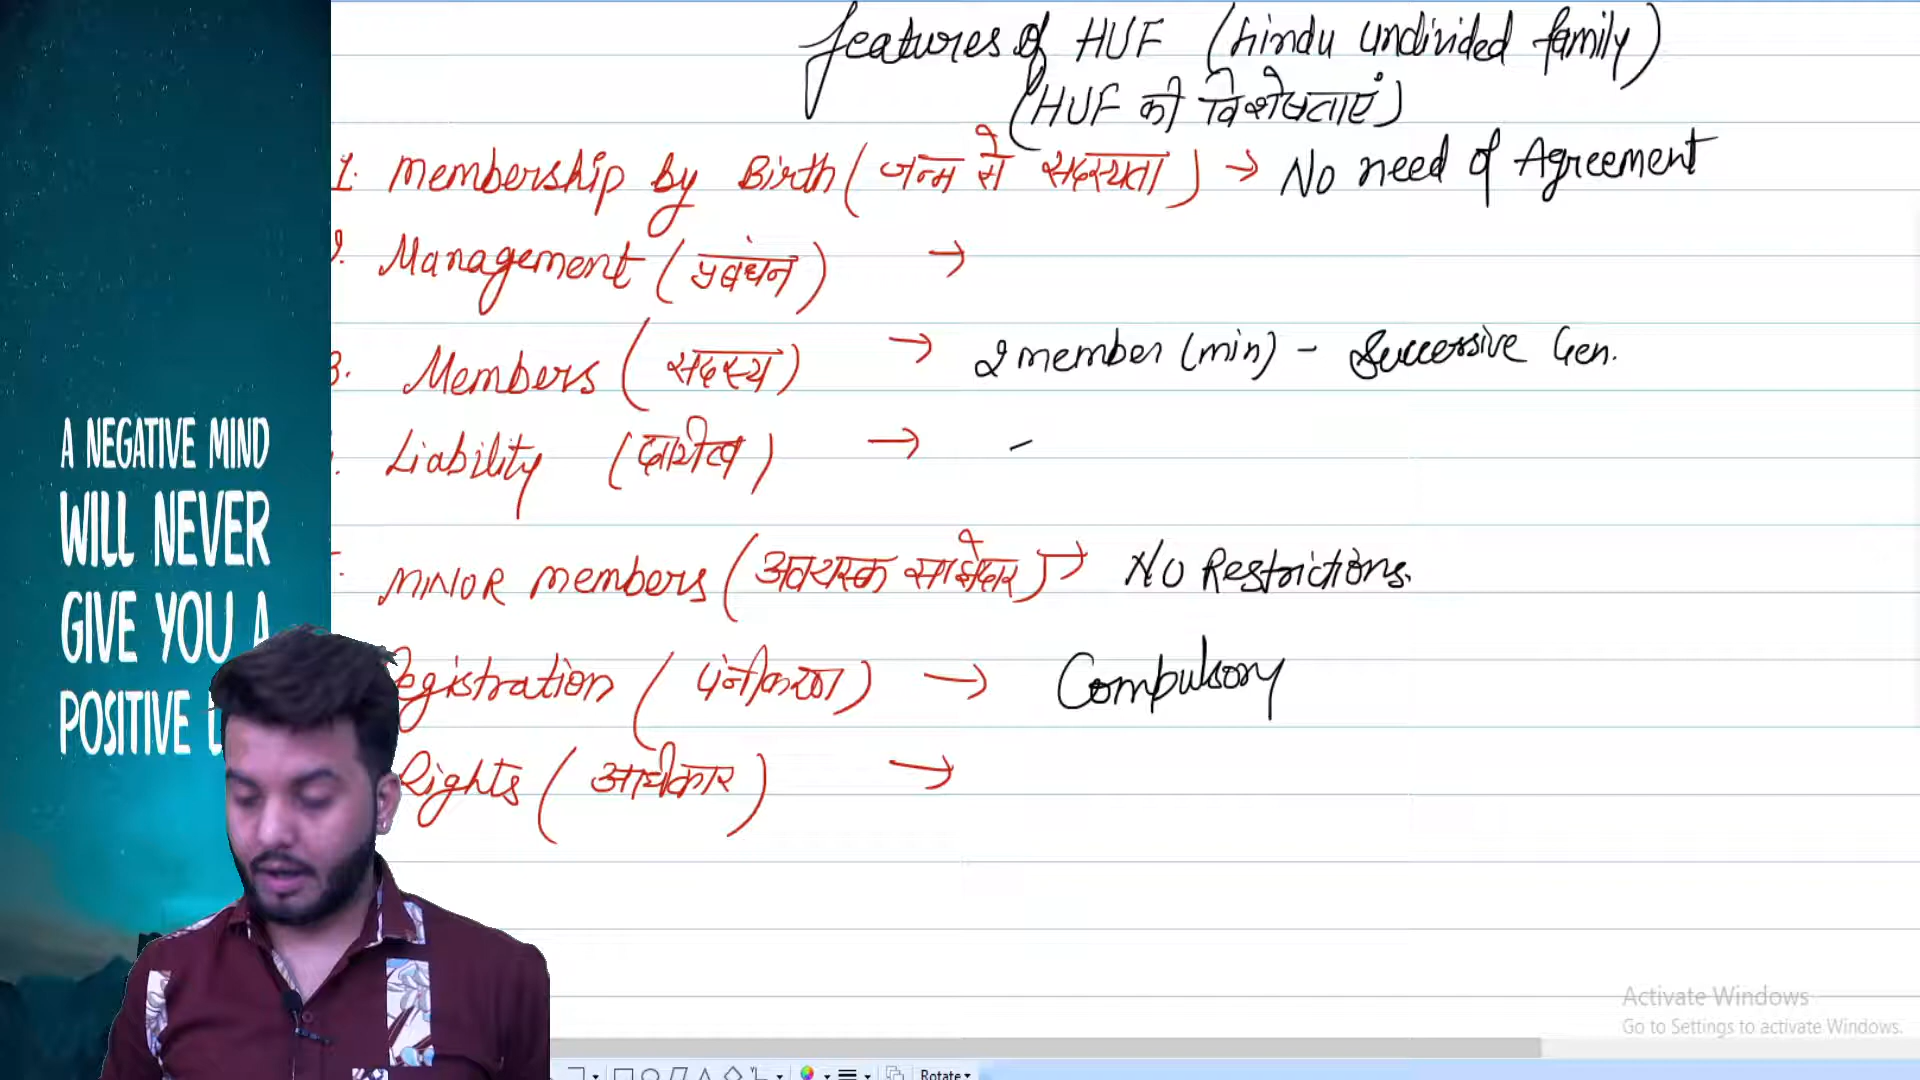 features of HUF (hindu undivided family)
(HUF की विशेषताएं)
1. Membership by Birth (जन्म से सदस्यता) → No need of Agreement
2. Management (प्रबंधन) →
3. Members (सदस्य) → 2 member (min) - Successive Gen.
Liability (दायीत्व) → -
MINOR members (अवयस्क साझेदार) → No Restrictions.
Registration (पंजीकरण) → Compulsory
Rights (अधिकार) →
A NEGATIVE MIND
WILL NEVER
GIVE YOU A
POSITIVE
Activate Windows
Go to Settings to activate Windows.
Rotate